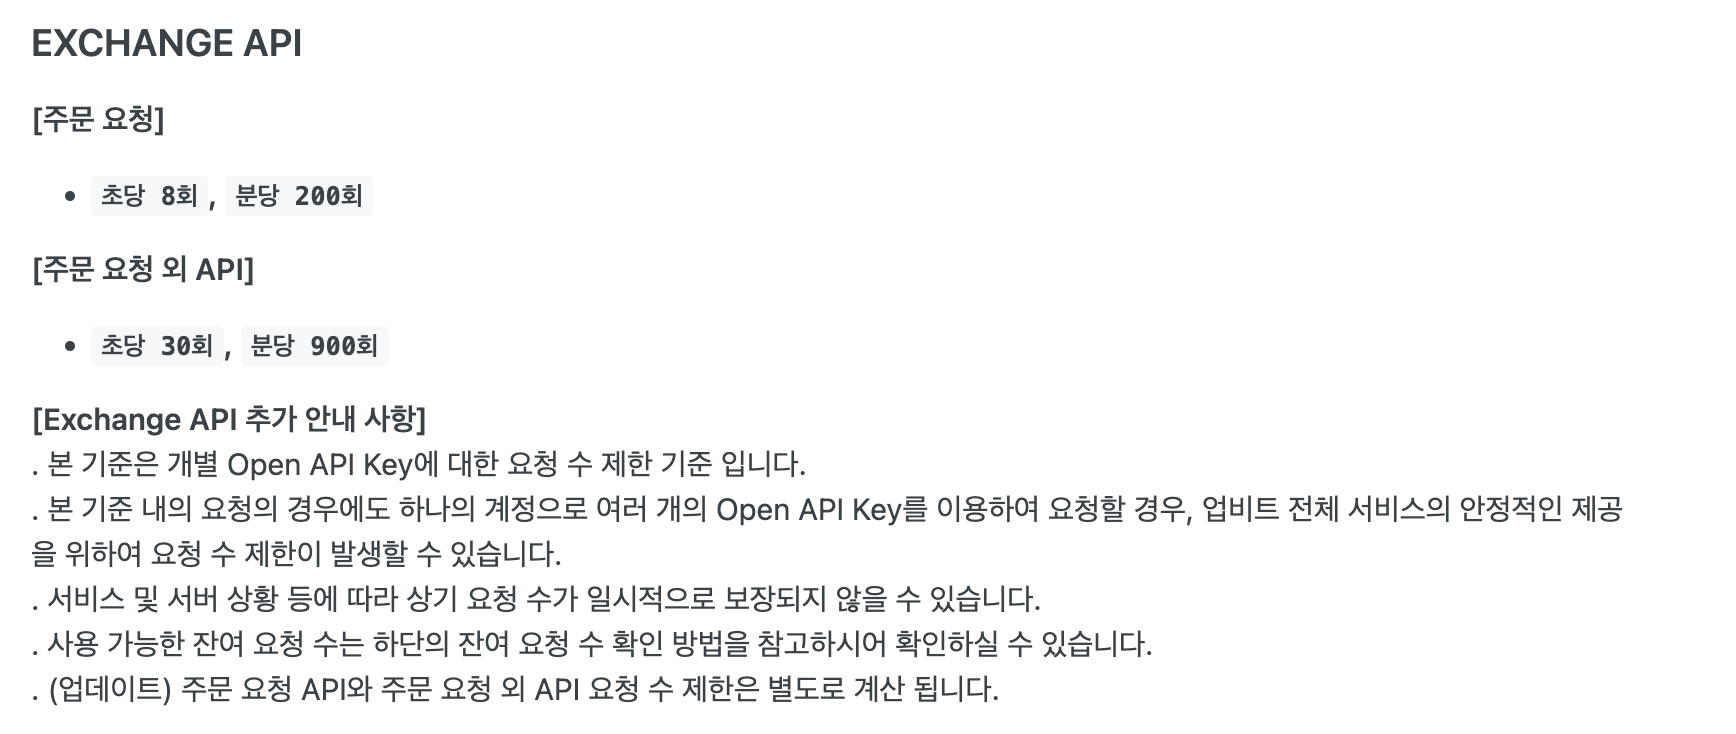 EXCHANGE API
[주문 요청]
• 초당 8회, 분당 200회
[주문 요청 외 API]
• 초당 30회, 분당 900회
[Exchange API 추가 안내 사항]
. 본 기준은 개별 Open API Key에 대한 요청 수 제한 기준 입니다.
. 본 기준 내의 요청의 경우에도 하나의 계정으로 여러 개의 Open API Key를 이용하여 요청할 경우, 업비트 전체 서비스의 안정적인 제공
을 위하여 요청 수 제한이 발생할 수 있습니다.
. 서비스 및 서버 상황 등에 따라 상기 요청 수가 일시적으로 보장되지 않을 수 있습니다.
. 사용 가능한 잔여 요청 수는 하단의 잔여 요청 수 확인 방법을 참고하시어 확인하실 수 있습니다.
. (업데이트) 주문 요청 API와 주문 요청 외 API 요청 수 제한은 별도로 계산 됩니다.